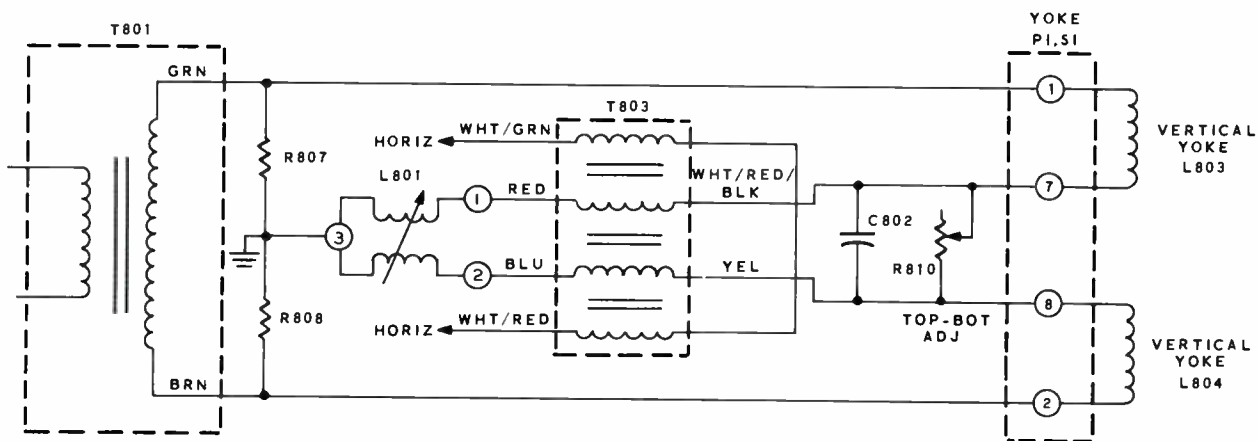 T801
GRN
BRN
R807
R808
3
L801
1
2
RED
BLU
HORIZ
WHT/GRN
HORIZ
WHT/RED
T803
WHT/RED/
BLK
YEL
C802
R810
TOP-BOT
ADJ
YOKE
P1,S1
1
7
8
2
VERTICAL
YOKE
L803
VERTICAL
YOKE
L804